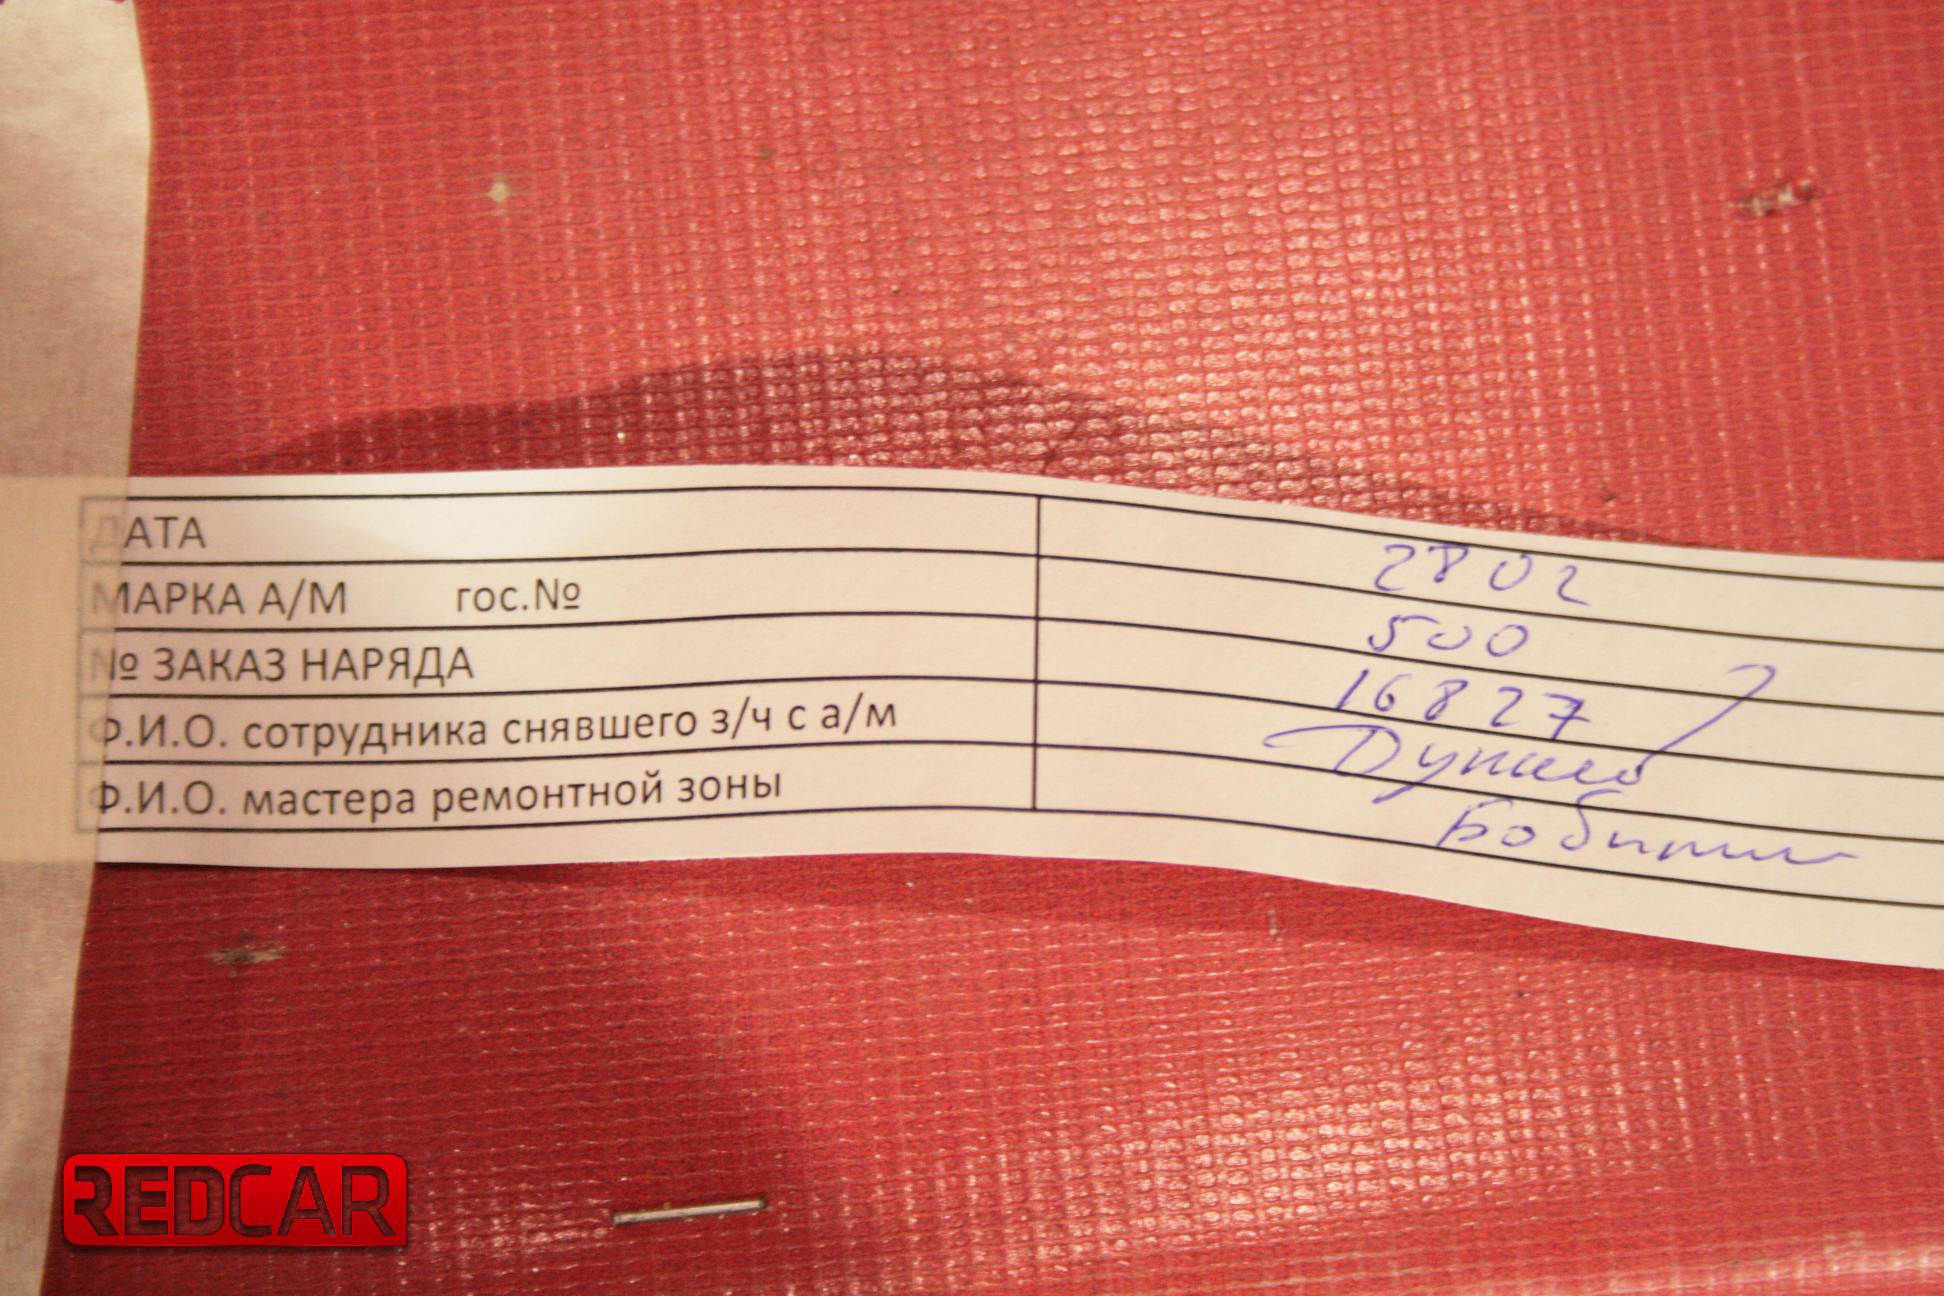 ДАТА 2802
МАРКА А/М гос.№ 500
№ ЗАКАЗ НАРЯДА 16827
Ф.И.О. сотрудника снявшего з/ч с а/м
Ф.И.О. мастера ремонтной зоны
REDCAR